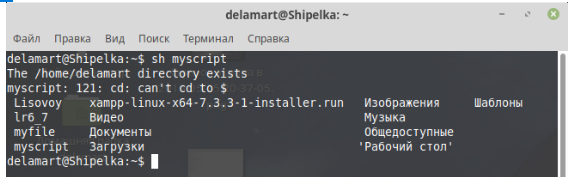 delamart@Shipelka: ~
Файл Правка Вид Поиск Терминал Справка
delamart@Shipelka:~$ sh myscript
The /home/delamart directory exists
myscript: 121: cd: can't cd to $
Lisovoy xampp-linux-x64-7.3.3-1-installer.run Изображения Шаблоны
lr6_7 Видео Музыка
myfile Документы Общедоступные
myscript Загрузки 'Рабочий стол'
delamart@Shipelka:~$